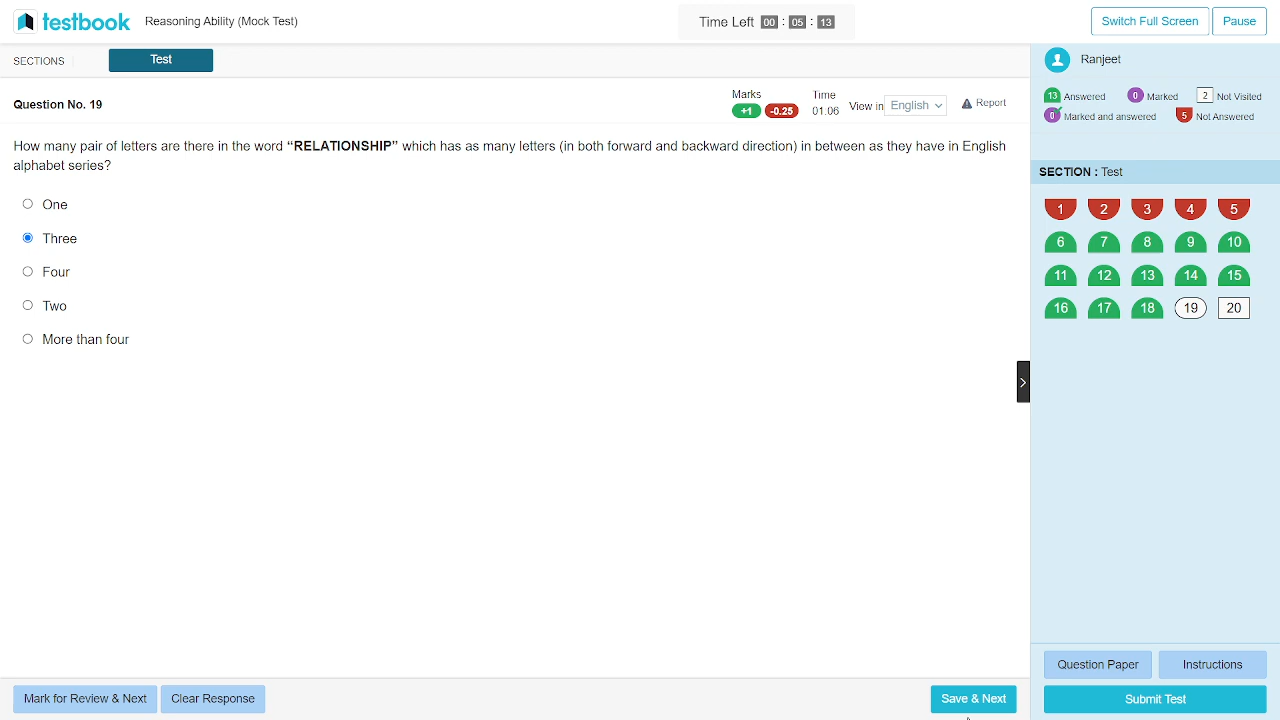 testbook Reasoning Ability (Mock Test) Time Left 00 : 05 : 13 Switch Full Screen Pause
SECTIONS Test
Ranjeet
13 Answered 0 Marked 2 Not Visited
0 Marked and answered 5 Not Answered
Question No. 19 Marks +1 -0.25 Time 01:06 View in English Report
How many pair of letters are there in the word “RELATIONSHIP” which has as many letters (in both forward and backward direction) in between as they have in English
alphabet series?
One
Three
Four
Two
More than four
SECTION : Test
1 2 3 4 5
6 7 8 9 10
11 12 13 14 15
16 17 18 19 20
Question Paper Instructions
Mark for Review & Next Clear Response Save & Next Submit Test